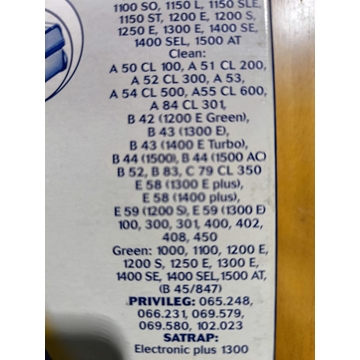 1100 SO, 1150 L, 1150 SLE,
1150 ST, 1200 E, 1200 S,
1250 E, 1300 E, 1400 SE,
1400 SEL, 1500 AT
Clean:
A 50 CL 100, A 51 CL 200,
A 52 CL 300, A 53,
A 54 CL 500, A55 CL 600,
A 84 CL 301,
B 42 (1200 E Green),
B 43 (1300 E),
B 43 (1400 E Turbo),
B 44 (1500), B 44 (1500 AC)
B 52, B 83, C 79 CL 350
E 58 (1300 E plus),
E 58 (1400 plus),
E 59 (1200 S), E 59 (1300 E)
100, 300, 301, 400, 402,
408, 450
Green: 1000, 1100, 1200 E,
1200 S, 1250 E, 1300 E,
1400 SE, 1400 SEL, 1500 AT,
(B 45/847)
PRIVILEG: 065.248,
066.231, 069.579,
069.580, 102.023
SATRAP:
Electronic plus 1300